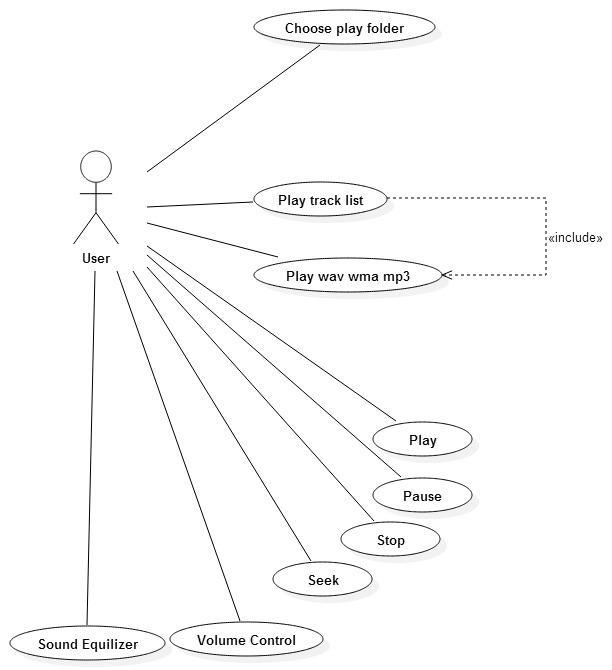 Choose play folder
Play track list
«include»
User
Play wav wma mp3
Play
Pause
Stop
Seek
Volume Control
Sound Equilizer